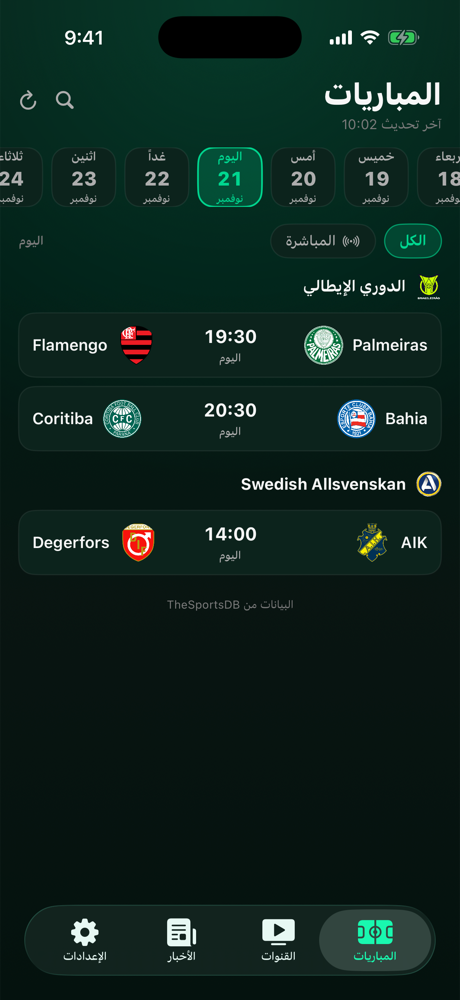 9:41
المباريات
آخر تحديث 10:02
خميس
19
نوفمبر
أمس
20
نوفمبر
اليوم
21
نوفمبر
غداً
22
نوفمبر
اثنين
23
نوفمبر
ثلاثاء
24
الكل
المباشرة
اليوم
الدوري الإيطالي
Palmeiras
19:30
اليوم
Flamengo
Bahia
20:30
اليوم
Coritiba
Swedish Allsvenskan
AIK
14:00
اليوم
Degerfors
البيانات من TheSportsDB
المباريات
القنوات
الأخبار
الإعدادات